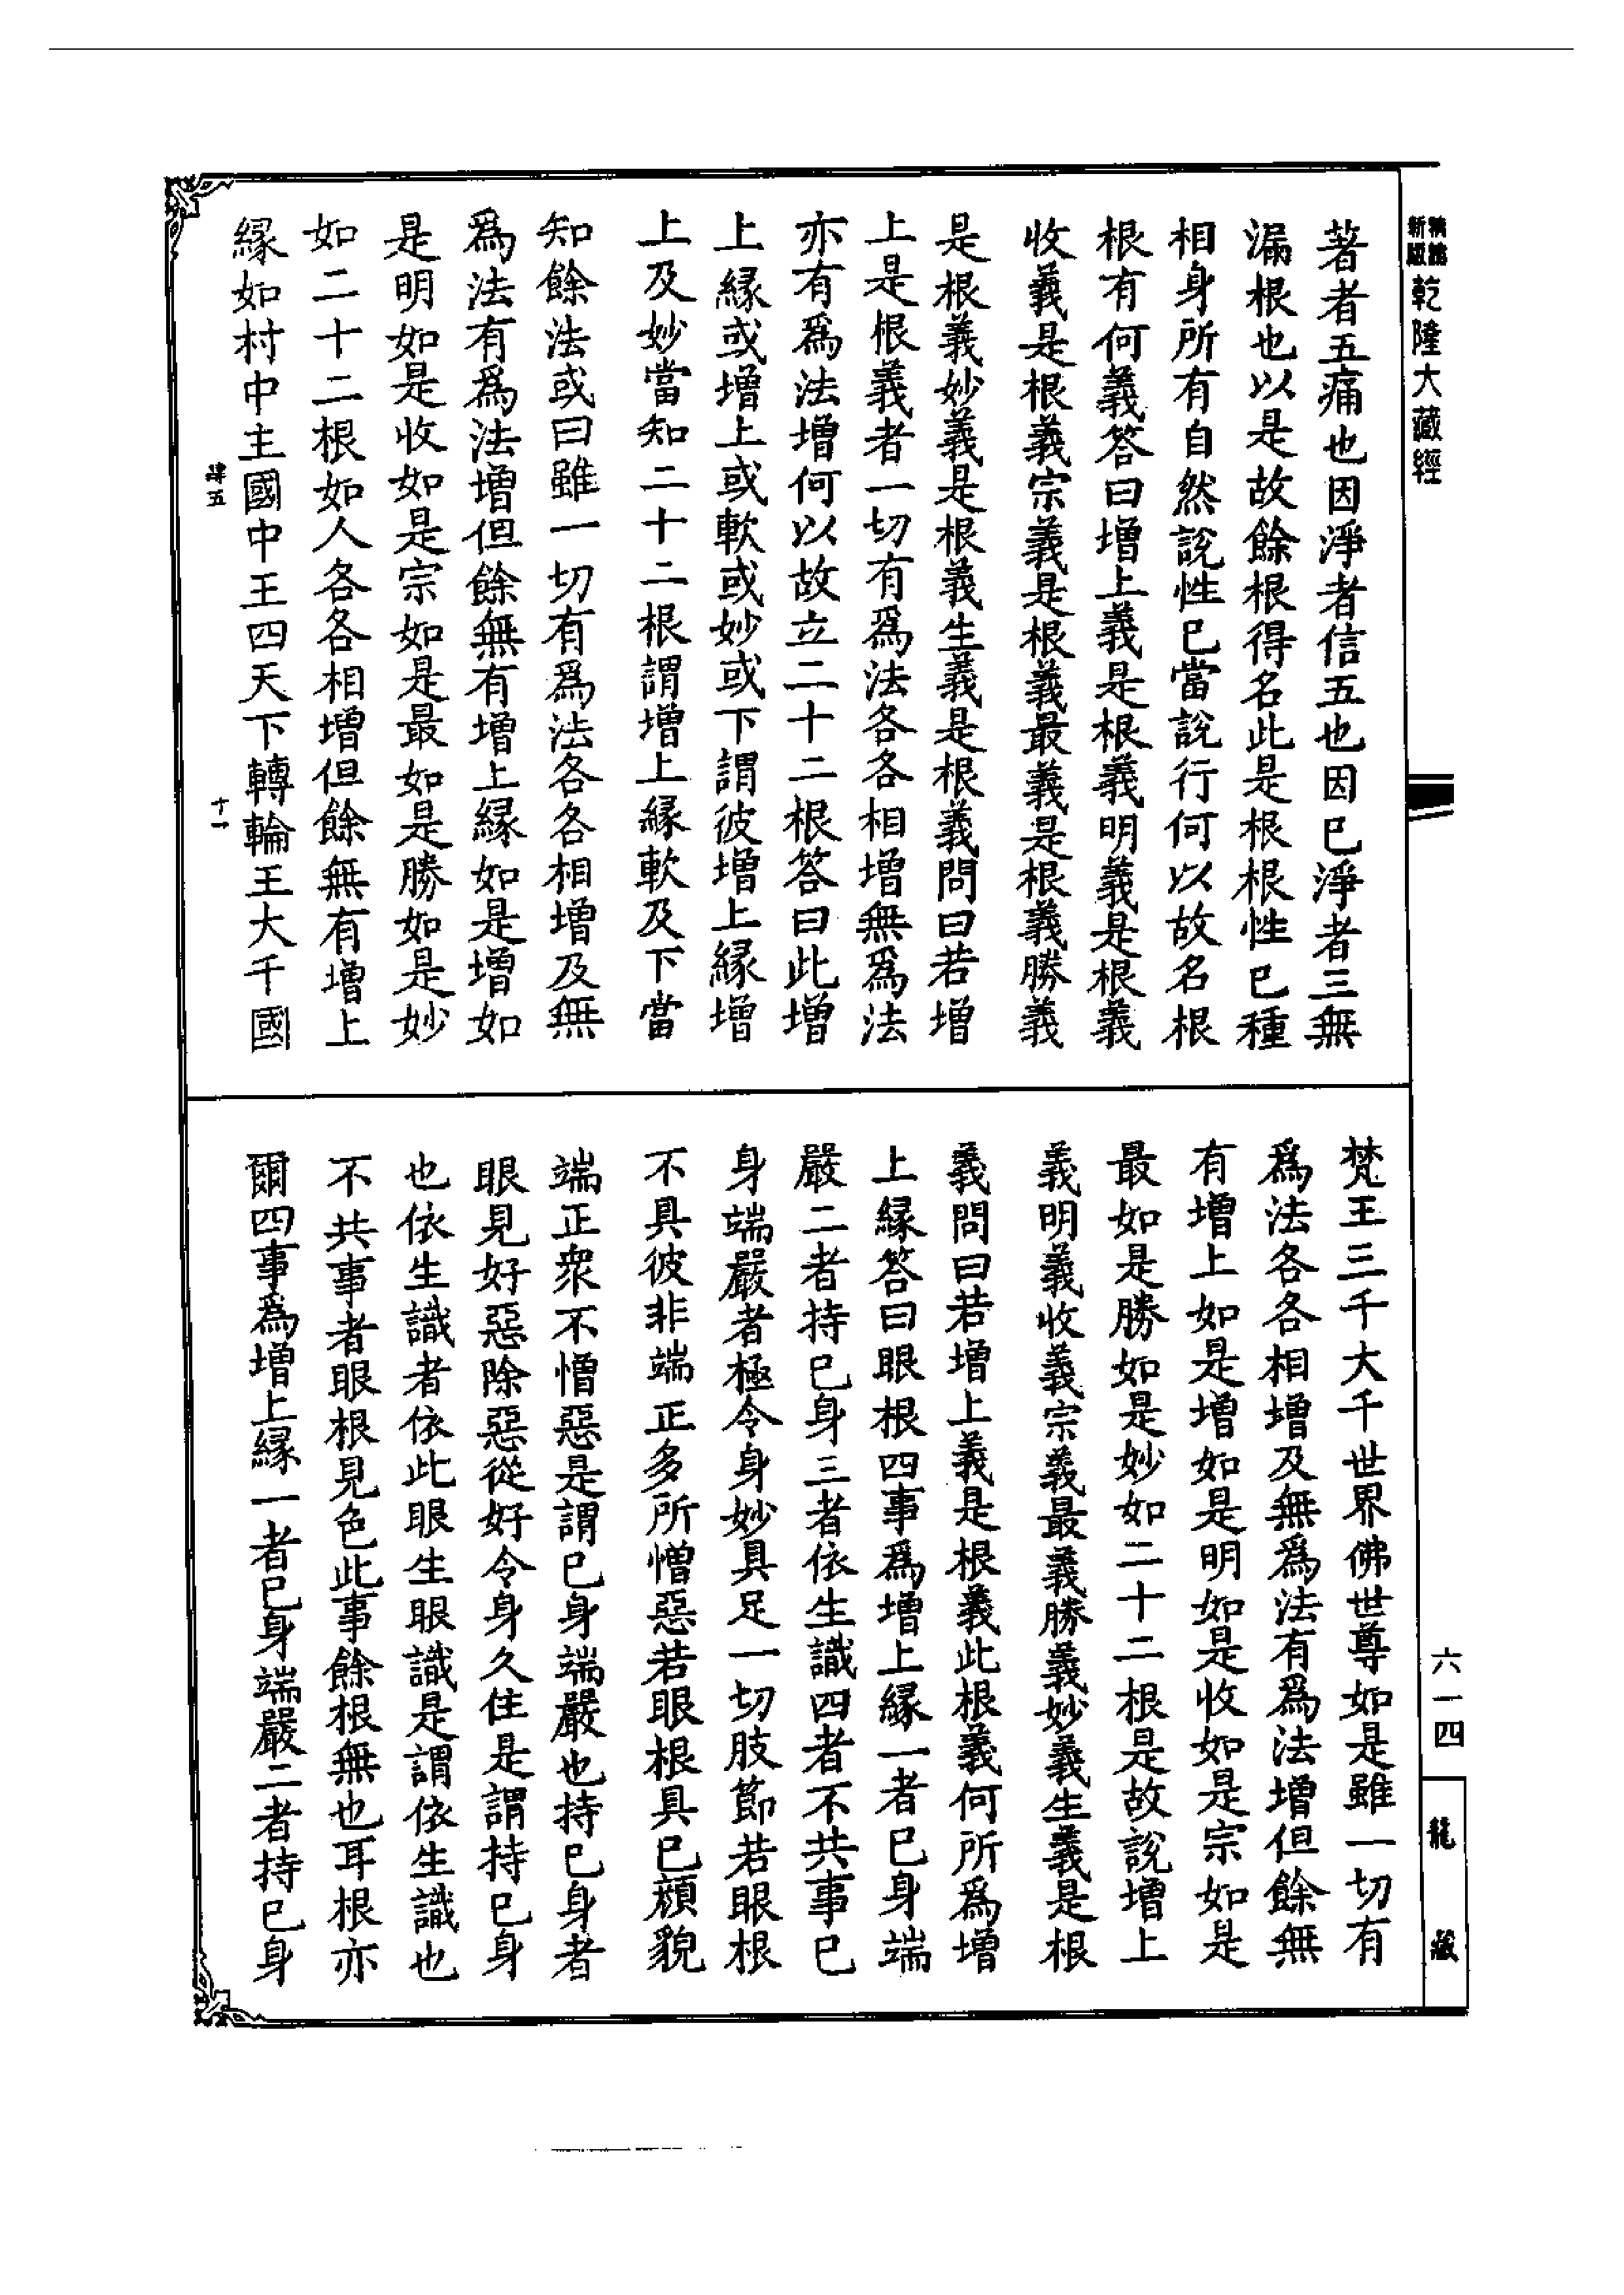 精繕新版乾隆大藏經
著者五痛也因淨者信五也因已淨者三無
漏根也以是故餘根得名此是根根性已種
相身所有自然說性已當說行何以故名根
根有何義答曰增上義是根義明義是根義
收義是根義宗義是根義最義是根義勝義
是根義妙義是根義生義是根義問曰若增
上是根義者一切有爲法各各相增無爲法
亦有爲法增何以故立二十二根答曰此增
上緣或增上或軟或妙或下謂彼增上緣增
上及妙當知二十二根謂增上緣軟及下當
知餘法或曰雖一切有爲法各各相增及無
爲法有爲法增但餘無有增上緣如是增如
是明如是收如是宗如是最如是勝如是妙
如二十二根如人各各相增但餘無有增上
緣如村中主國中王四天下轉輪王大千國
肆五 十一
梵王三千大千世界佛世尊如是雖一切有
爲法各各相增及無爲法有爲法增但餘無
有增上如是增如是明如是收如是宗如是
最如是勝如是妙如二十二根是故說增上
義明義收義宗義最義勝義妙義生義是根
義問曰若增上義是根義此根義何所爲增
上緣答曰眼根四事爲增上緣一者已身端
嚴二者持已身三者依生識四者不共事已
身端嚴者極令身妙具足一切肢節若眼根
不具彼非端正多所憎惡若眼根具已顏貌
端正衆不憎惡是謂已身端嚴也持已身者
眼見好惡除惡從好令身久住是謂持已身
也依生識者依此眼生眼識是謂依生識也
不共事者眼根見色此事餘根無也耳根亦
爾四事爲增上緣一者已身端嚴二者持已身
六一四
龍藏